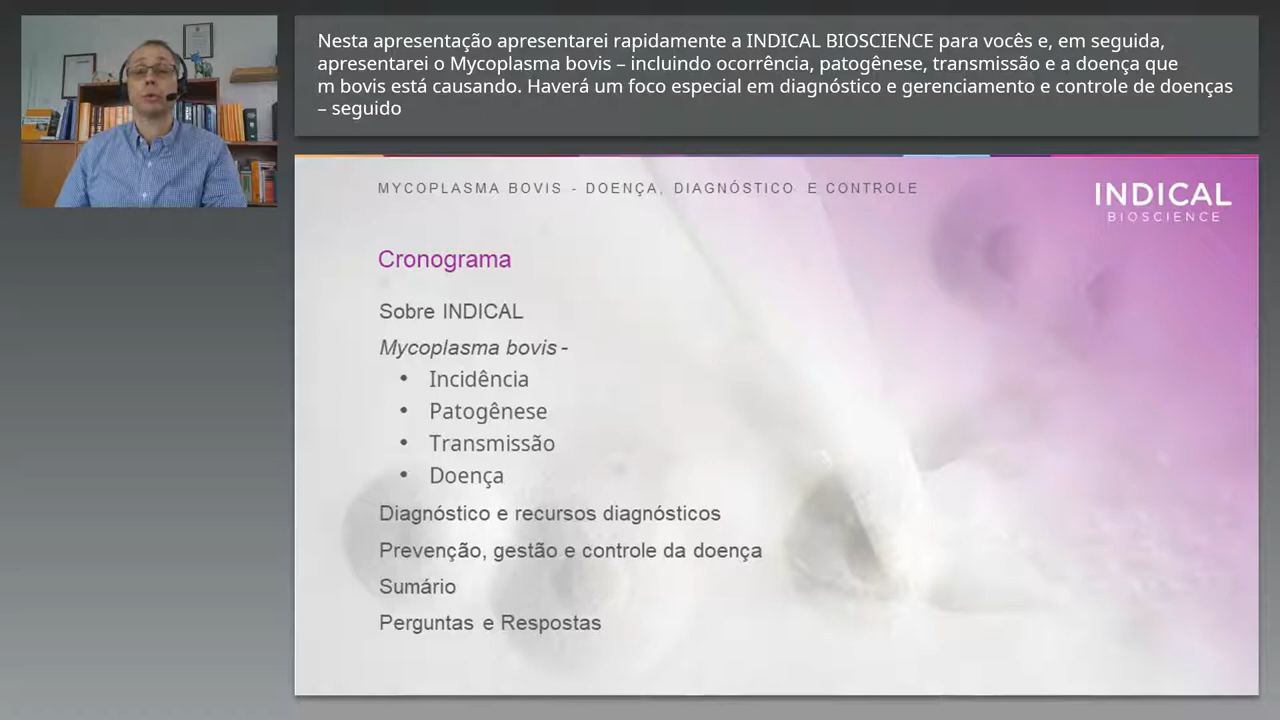 Nesta apresentação apresentarei rapidamente a INDICAL BIOSCIENCE para vocês e, em seguida,
apresentarei o Mycoplasma bovis – incluindo ocorrência, patogênese, transmissão e a doença que
m bovis está causando. Haverá um foco especial em diagnóstico e gerenciamento e controle de doenças
– seguido
MYCOPLASMA BOVIS - DOENÇA, DIAGNÓSTICO E CONTROLE
INDICAL
BIOSCIENCE
Cronograma
Sobre INDICAL
Mycoplasma bovis -
• Incidência
• Patogênese
• Transmissão
• Doença
Diagnóstico e recursos diagnósticos
Prevenção, gestão e controle da doença
Sumário
Perguntas e Respostas